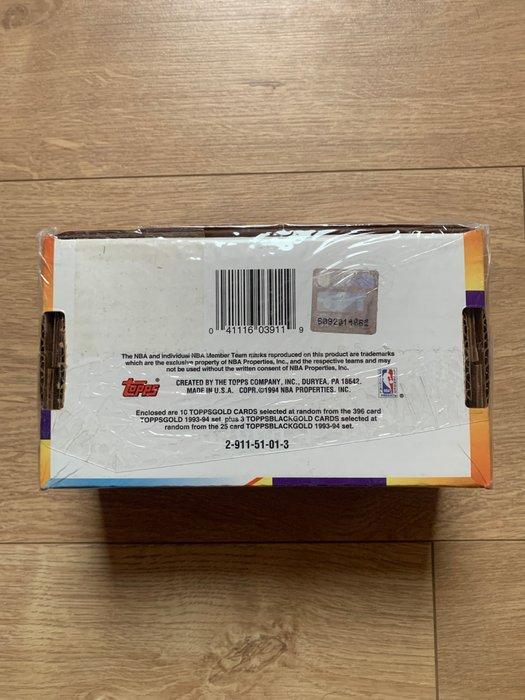 0 41116 03911 9
The NBA and individual NBA Member Team marks reproduced on this product are trademarks
which are the exclusive property of NBA Properties, Inc., and the respective teams and may
not be used without the written consent of NBA Properties, Inc.
Topps
CREATED BY THE TOPPS COMPANY, INC., DURYEA, PA 18642.
MADE IN U.S.A. COPR.©1994 NBA PROPERTIES, INC.
®
Enclosed are 10 TOPPSGOLD CARDS selected at random from the 396 card
TOPPSGOLD 1993-94 set plus 3 TOPPSBLACKGOLD CARDS selected at
random from the 25 card TOPPSBLACKGOLD 1993-94 set.
2-911-51-01-3